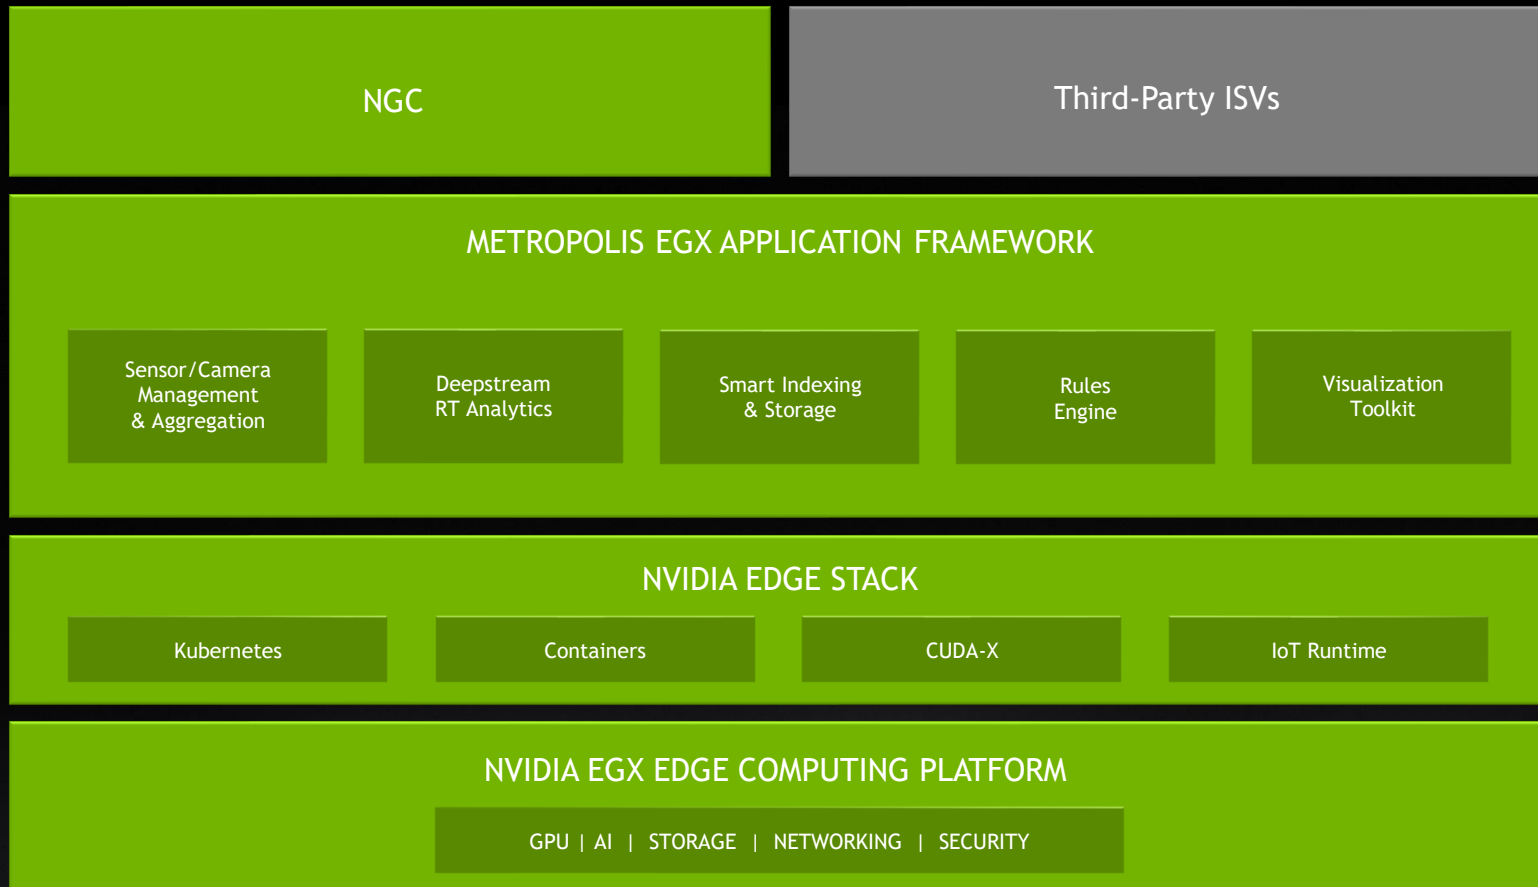 NGC
Third-Party ISVs
METROPOLIS EGX APPLICATION FRAMEWORK
Sensor/Camera
Management
& Aggregation
Deepstream
RT Analytics
Smart Indexing
& Storage
Rules
Engine
Visualization
Toolkit
NVIDIA EDGE STACK
Kubernetes
Containers
CUDA-X
IoT Runtime
NVIDIA EGX EDGE COMPUTING PLATFORM
GPU | AI | STORAGE | NETWORKING | SECURITY